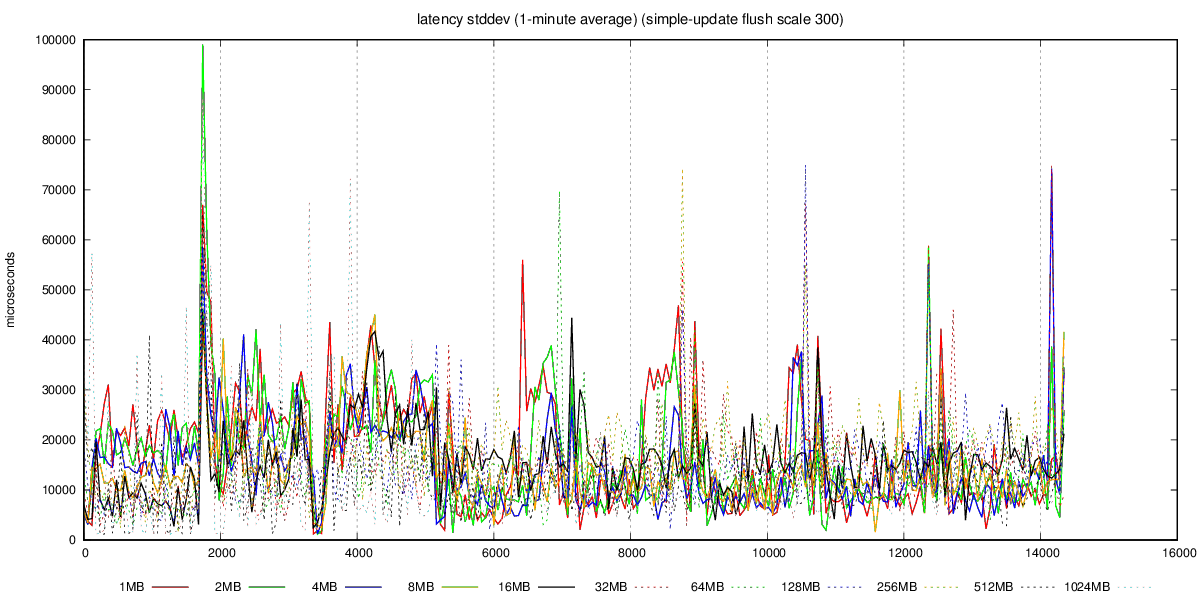 latency stddev (1-minute average) (simple-update flush scale 300)
100000
90000
80000
70000
60000
50000
40000
30000
20000
10000
0
microseconds
0 2000 4000 6000 8000 10000 12000 14000 16000
1MB 2MB 4MB 8MB 16MB 32MB 64MB 128MB 256MB 512MB 1024MB